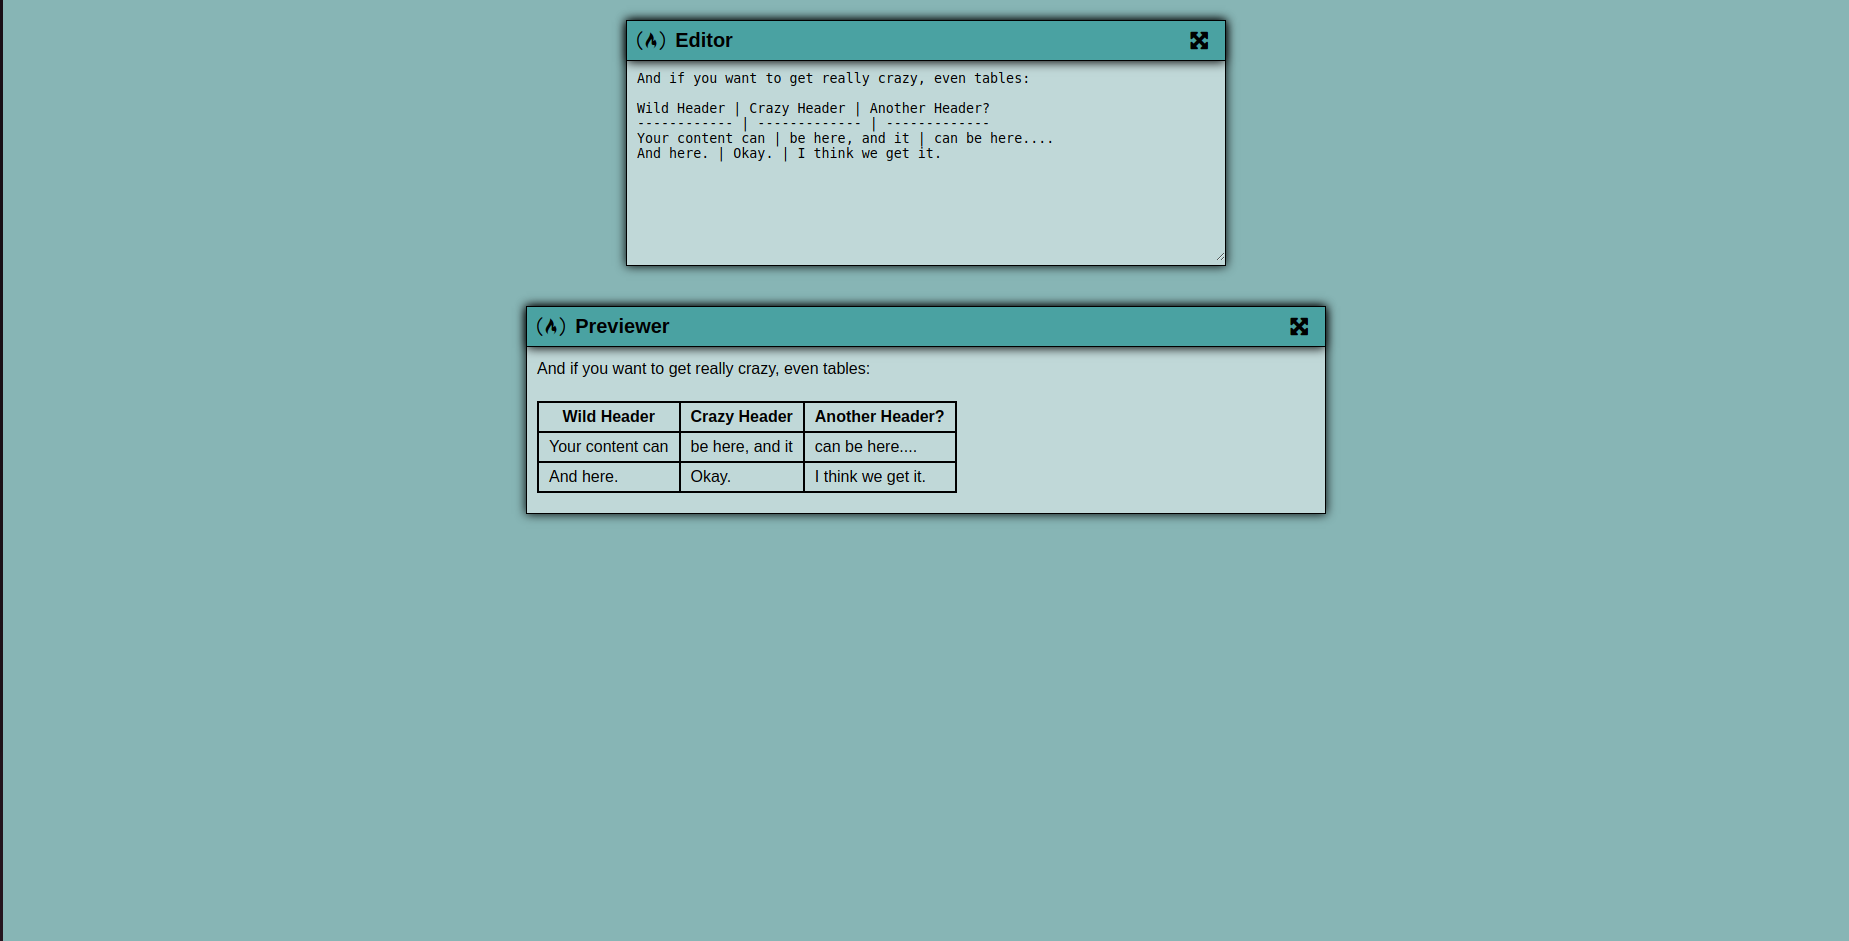 Editor
And if you want to get really crazy, even tables:
Wild Header | Crazy Header | Another Header?
------------ | ------------- | -------------
Your content can | be here, and it | can be here....
And here. | Okay. | I think we get it.
Previewer
And if you want to get really crazy, even tables:
Wild Header Crazy Header Another Header?
Your content can be here, and it can be here....
And here. Okay. I think we get it.